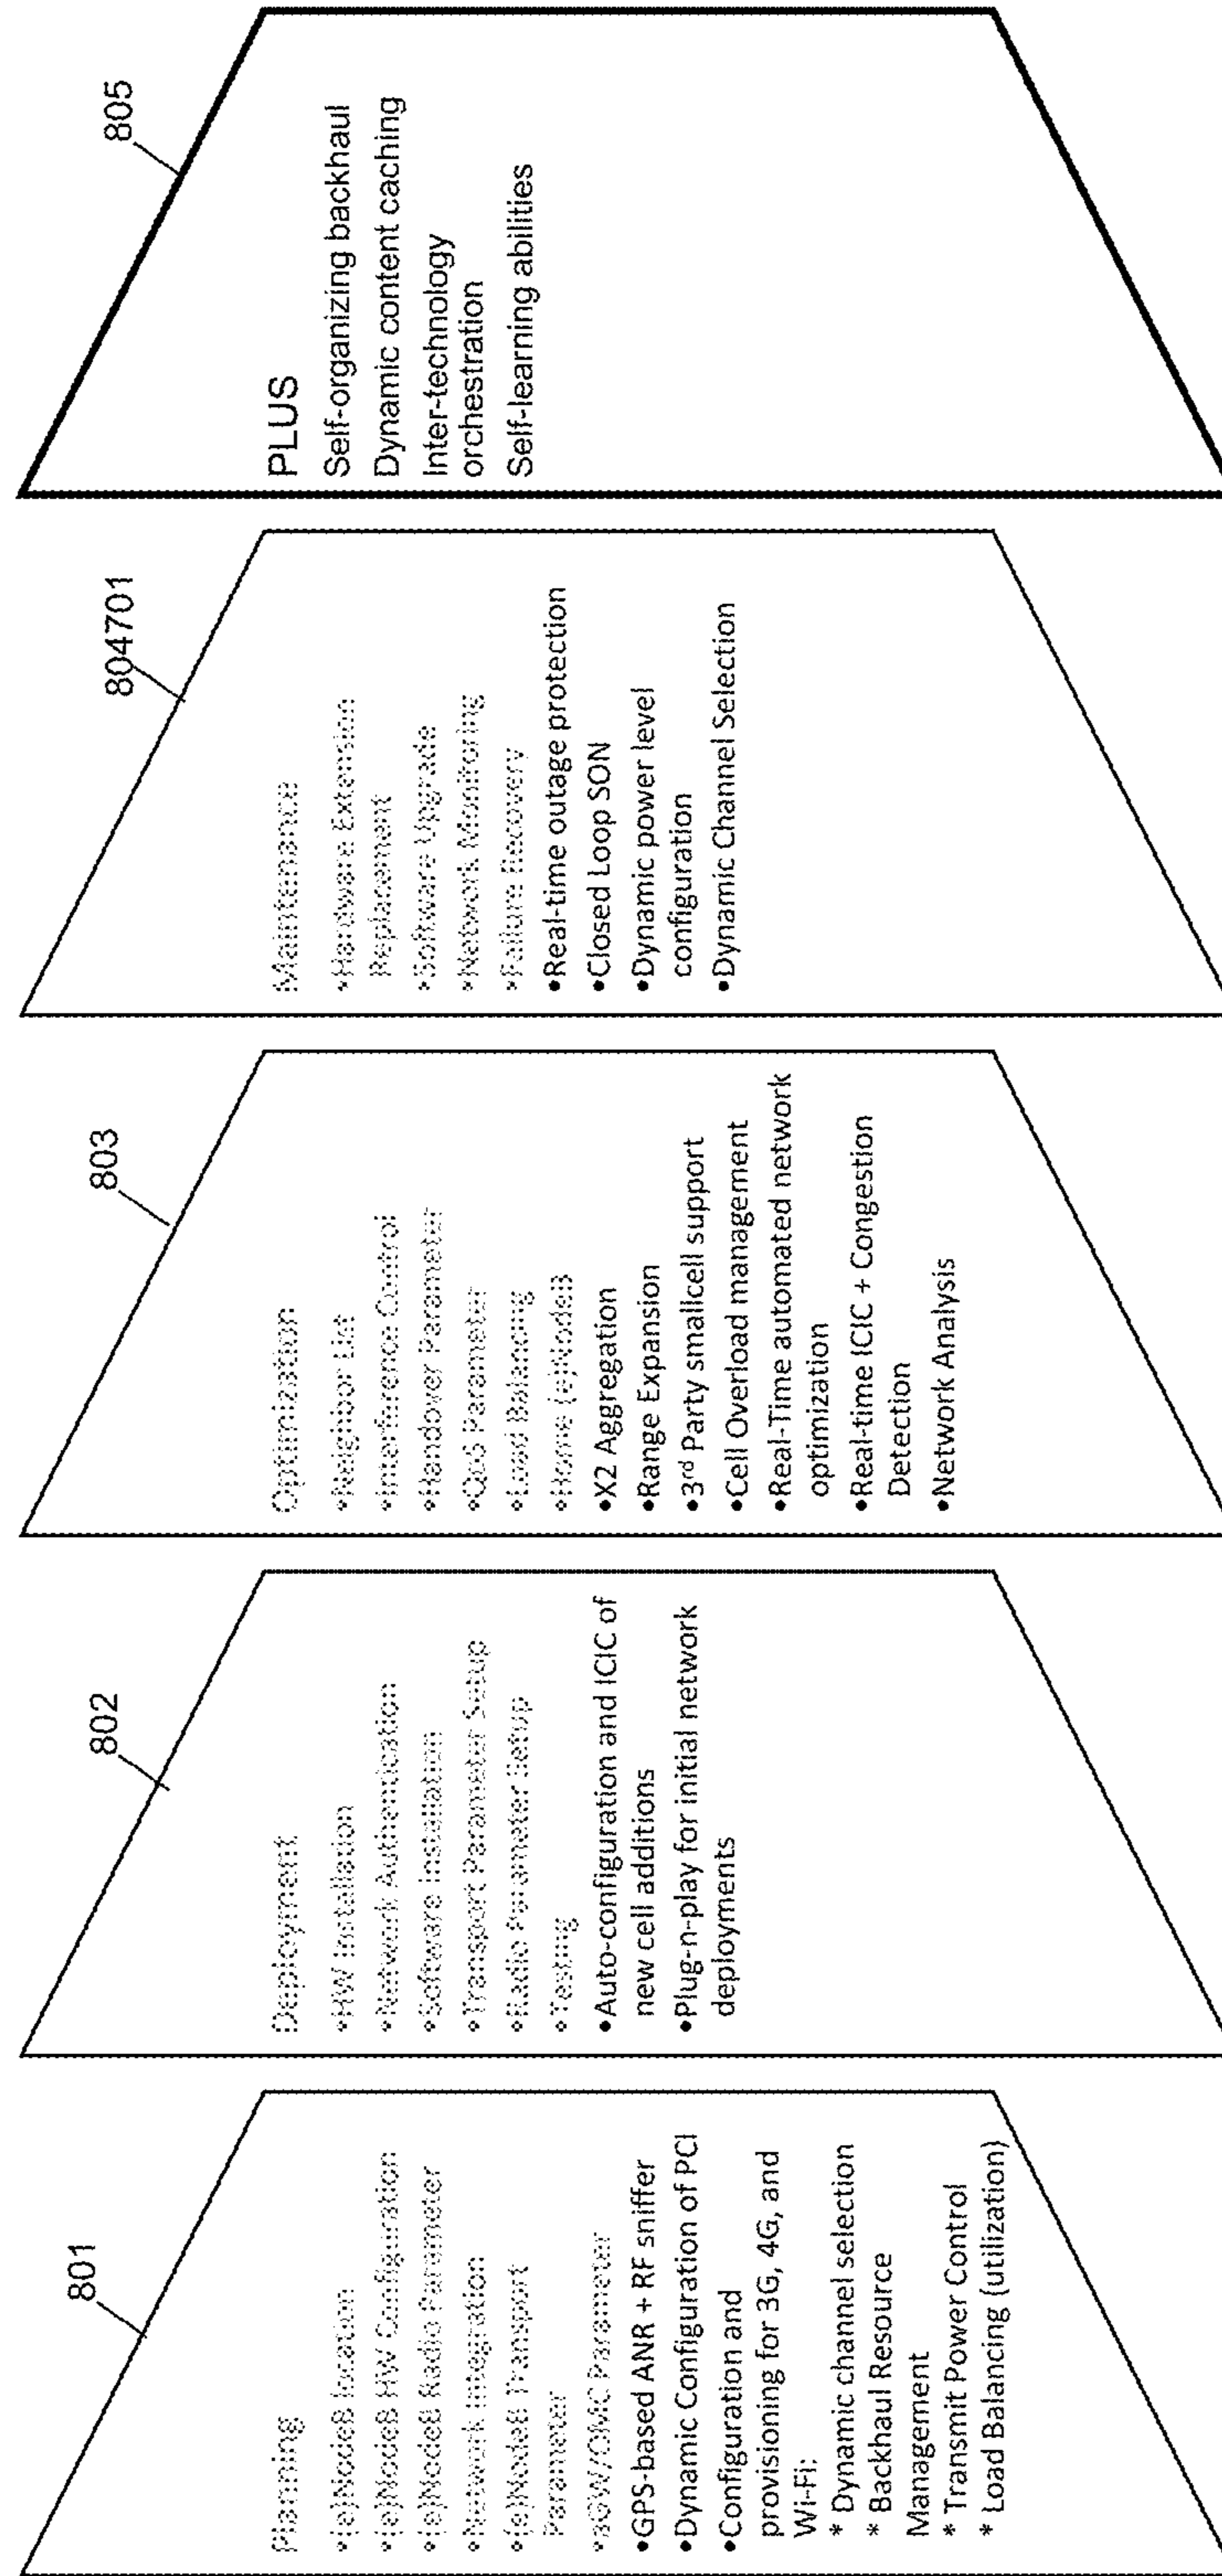 801
Planning
•(e)NodeB location
•(e)NodeB HW Configuration
•(e)NodeB Radio Parameter
•Network Integration
•(e)NodeB Transport
Parameter
•aGW/OMC Parameter
•GPS-based ANR + RF sniffer
•Dynamic Configuration of PCI
•Configuration and
provisioning for 3G, 4G, and
Wi-Fi:
* Dynamic channel selection
* Backhaul Resource
Management
* Transmit Power Control
* Load Balancing (utilization)
802
Deployment
•HW Installation
•Network Authentication
•Software Installation
•Transport Parameter Setup
•Radio Parameter Setup
•Testing
•Auto-configuration and ICIC of
new cell additions
•Plug-n-play for initial network
deployments
803
Optimization
•Neighbor List
•Interference Control
•Handover Parameter
•QoS Parameter
•Load Balancing
•Home (e)NodeB
•X2 Aggregation
•Range Expansion
•3rd Party smallcell support
•Cell Overload management
•Real-Time automated network
optimization
•Real-time ICIC + Congestion
Detection
•Network Analysis
804701
Maintenance
•Hardware Extension
Replacement
•Software Upgrade
•Network Monitoring
•Failure Recovery
•Real-time outage protection
•Closed Loop SON
•Dynamic power level
configuration
•Dynamic Channel Selection
805
PLUS
Self-organizing backhaul
Dynamic content caching
Inter-technology
orchestration
Self-learning abilities